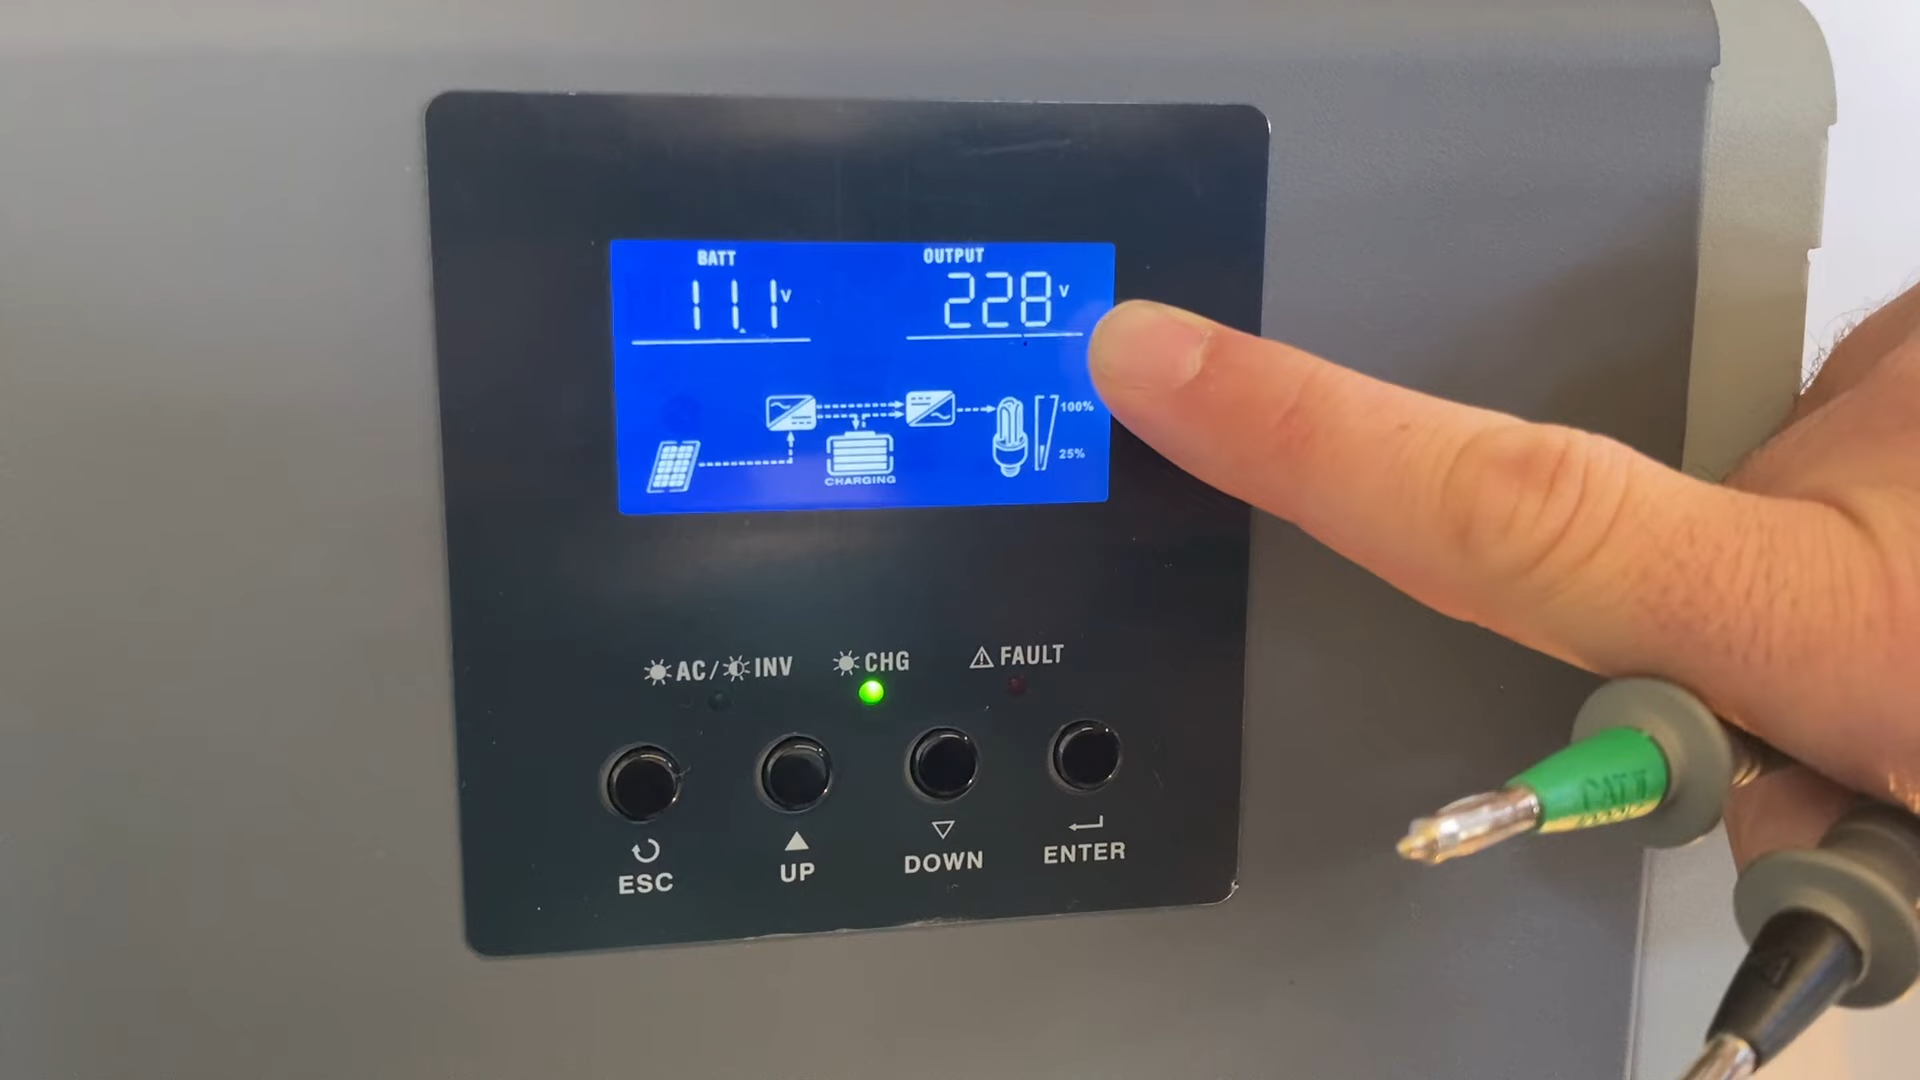 BATT
OUTPUT
11.1V
228V
100%
25%
CHARGING
AC/INV
CHG
FAULT
ESC
UP
DOWN
ENTER